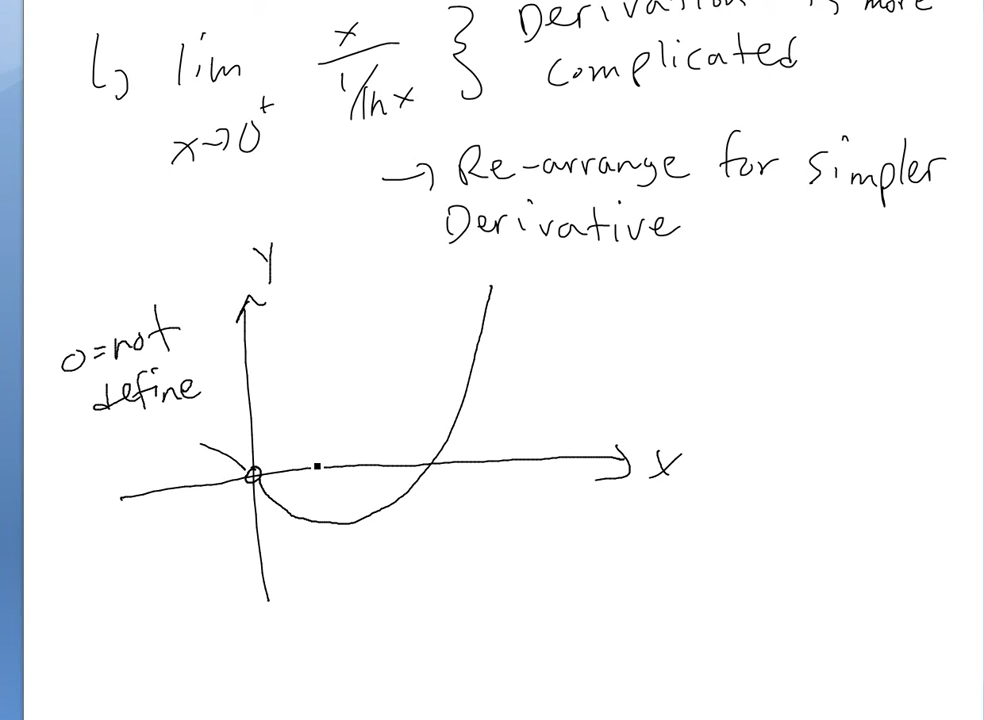 Derivation is more
↳ lim x→0⁺ x / 1/ln x } complicated
→ Re-arrange for simpler
Derivative
Y
0=not
define
X